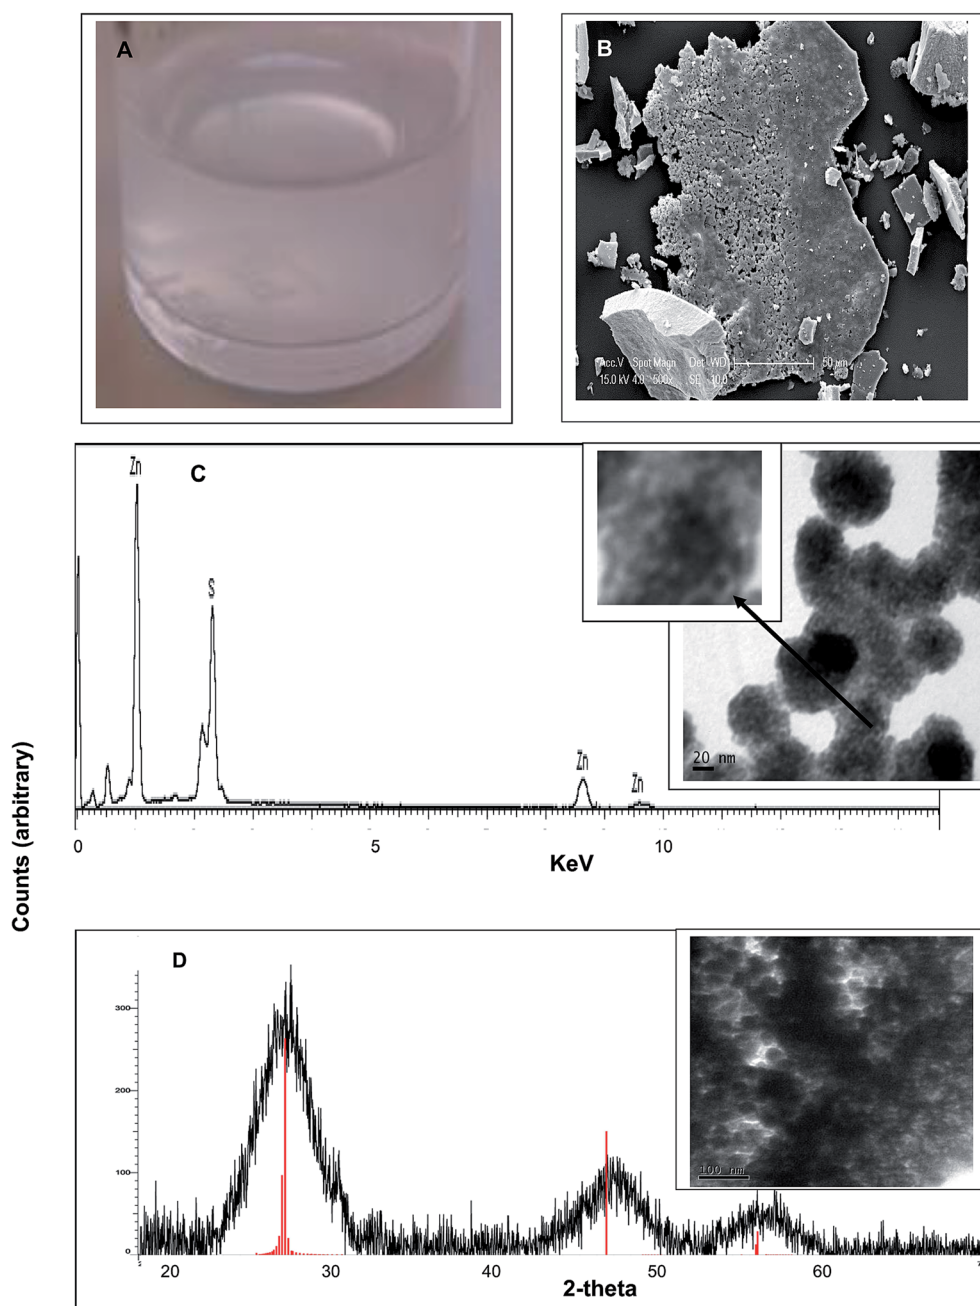 A
B
Acc.V Spot Magn Det WD 50 µm
15.0 kV 4.0 500x SE 10.0
C
Zn
S
Zn
Zn
20 nm
0 5 10
KeV
Counts (arbitrary)
D
300
200
100
0
100 nm
20 30 40 50 60
2-theta